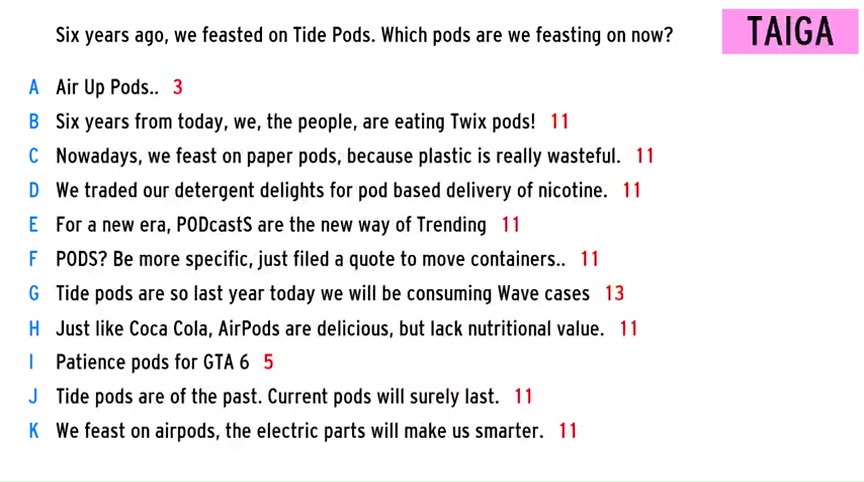 Six years ago, we feasted on Tide Pods. Which pods are we feasting on now?
TAIGA
A Air Up Pods.. 3
B Six years from today, we, the people, are eating Twix pods! 11
C Nowadays, we feast on paper pods, because plastic is really wasteful. 11
D We traded our detergent delights for pod based delivery of nicotine. 11
E For a new era, PODcastS are the new way of Trending 11
F PODS? Be more specific, just filed a quote to move containers.. 11
G Tide pods are so last year today we will be consuming Wave cases 13
H Just like Coca Cola, AirPods are delicious, but lack nutritional value. 11
I Patience pods for GTA 6 5
J Tide pods are of the past. Current pods will surely last. 11
K We feast on airpods, the electric parts will make us smarter. 11